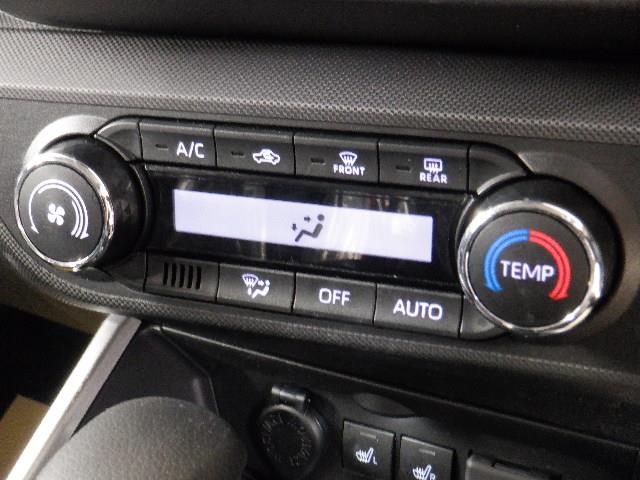 A/C
FRONT
REAR
TEMP
OFF
AUTO
L
R